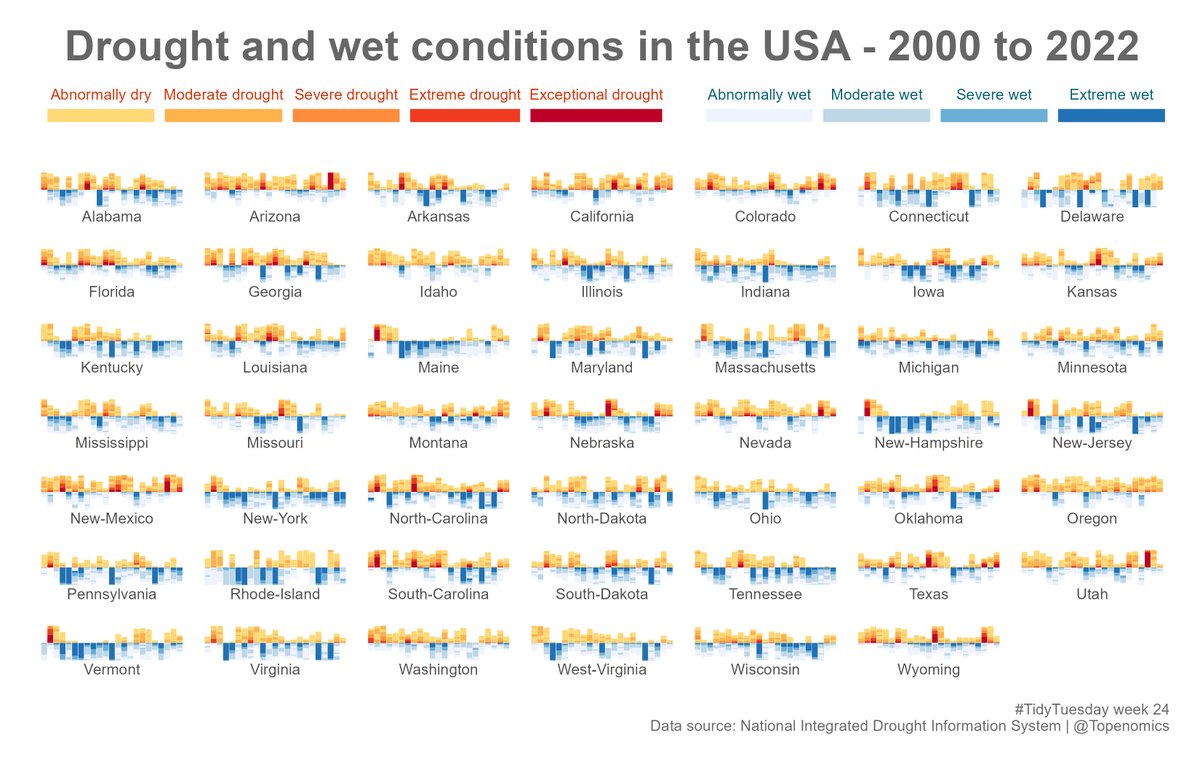 Drought and wet conditions in the USA - 2000 to 2022
Abnormally dry Moderate drought Severe drought Extreme drought Exceptional drought Abnormally wet Moderate wet Severe wet Extreme wet
Alabama Arizona Arkansas California Colorado Connecticut Delaware
Florida Georgia Idaho Illinois Indiana Iowa Kansas
Kentucky Louisiana Maine Maryland Massachusetts Michigan Minnesota
Mississippi Missouri Montana Nebraska Nevada New-Hampshire New-Jersey
New-Mexico New-York North-Carolina North-Dakota Ohio Oklahoma Oregon
Pennsylvania Rhode-Island South-Carolina South-Dakota Tennessee Texas Utah
Vermont Virginia Washington West-Virginia Wisconsin Wyoming
#TidyTuesday week 24
Data source: National Integrated Drought Information System | @Topenomics